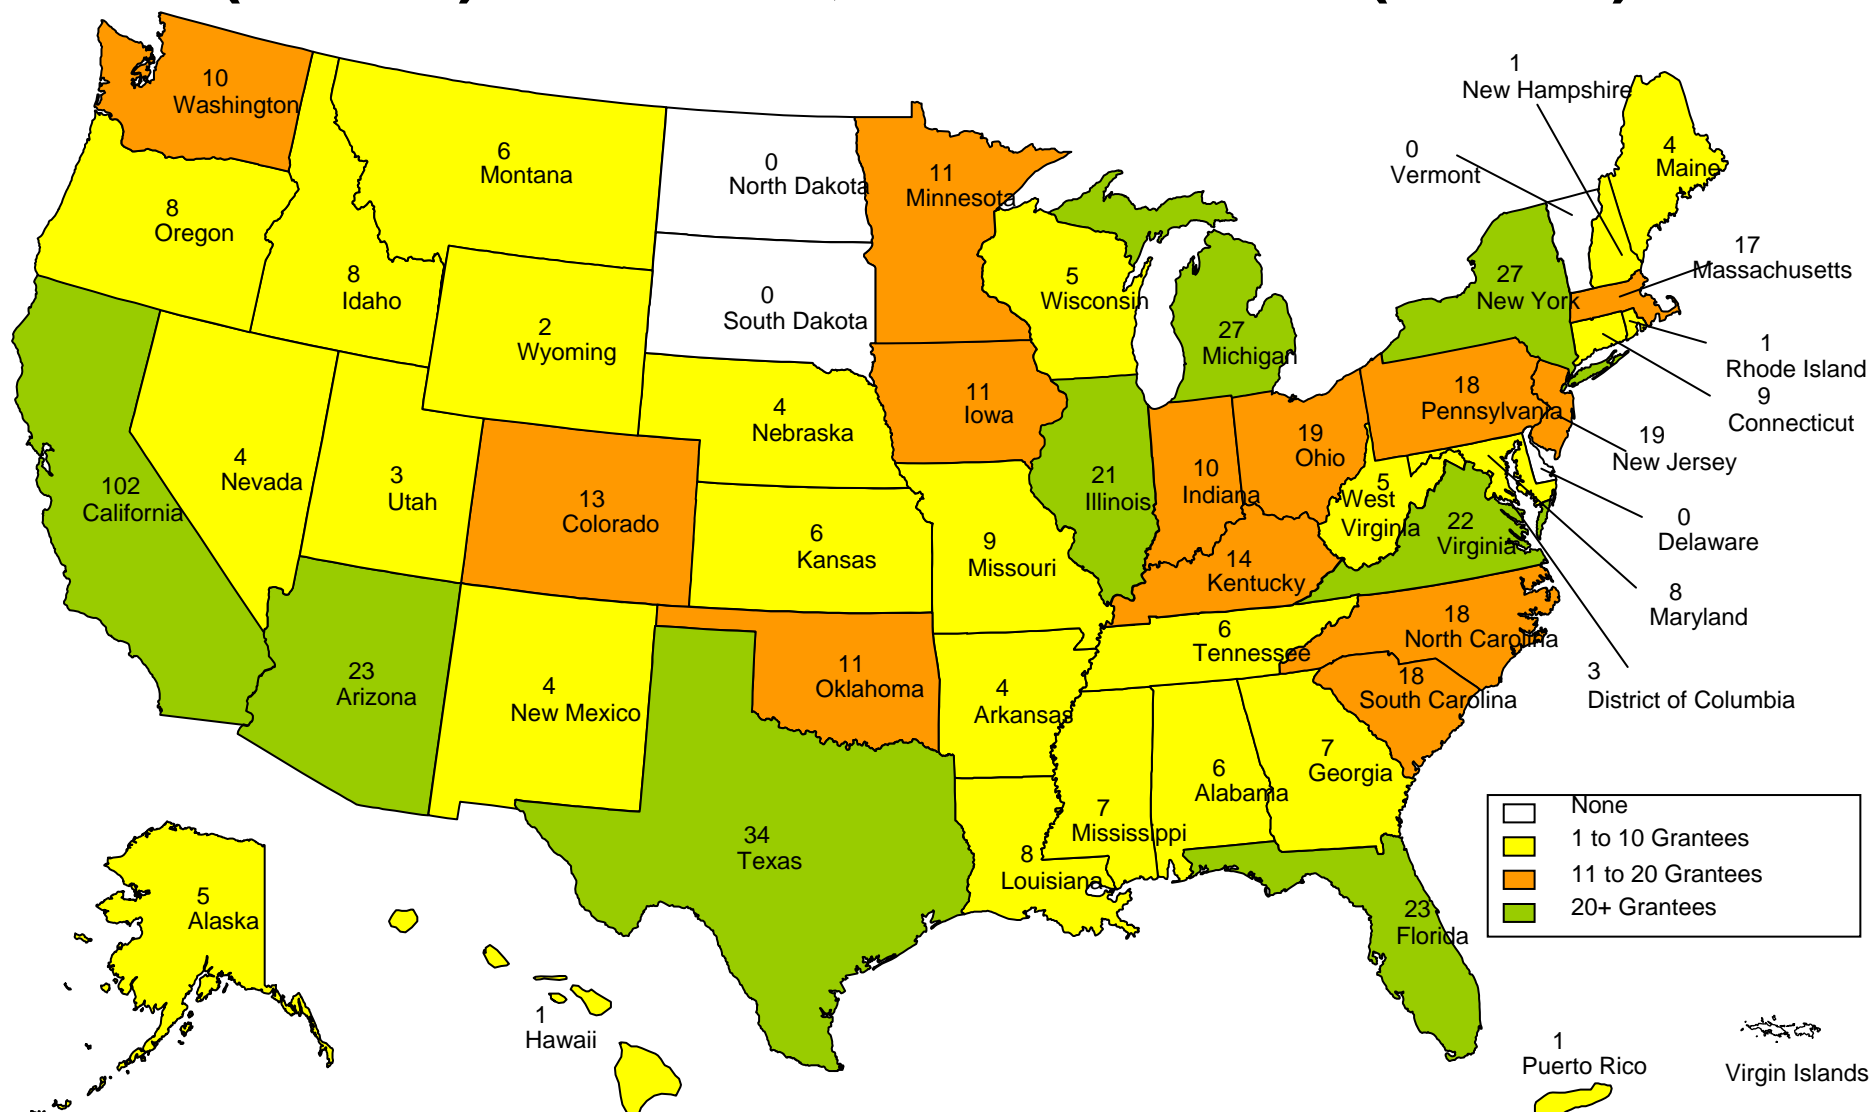 10
Washington
8
Oregon
6
Montana
8
Idaho
2
Wyoming
0
North Dakota
0
South Dakota
11
Minnesota
5
Wisconsin
27
Michigan
1
New Hampshire
0
Vermont
4
Maine
27
New York
17
Massachusetts
1
Rhode Island
9
Connecticut
18
Pennsylvania
19
New Jersey
0
Delaware
8
Maryland
3
District of Columbia
102
California
4
Nevada
3
Utah
13
Colorado
4
Nebraska
6
Kansas
11
Iowa
9
Missouri
21
Illinois
10
Indiana
19
Ohio
5
West
Virginia
22
Virginia
14
Kentucky
6
Tennessee
18
North Carolina
18
South Carolina
23
Arizona
4
New Mexico
11
Oklahoma
34
Texas
4
Arkansas
8
Louisiana
7
Mississippi
6
Alabama
7
Georgia
23
Florida
5
Alaska
1
Hawaii
1
Puerto Rico
Virgin Islands
None
1 to 10 Grantees
11 to 20 Grantees
20+ Grantees